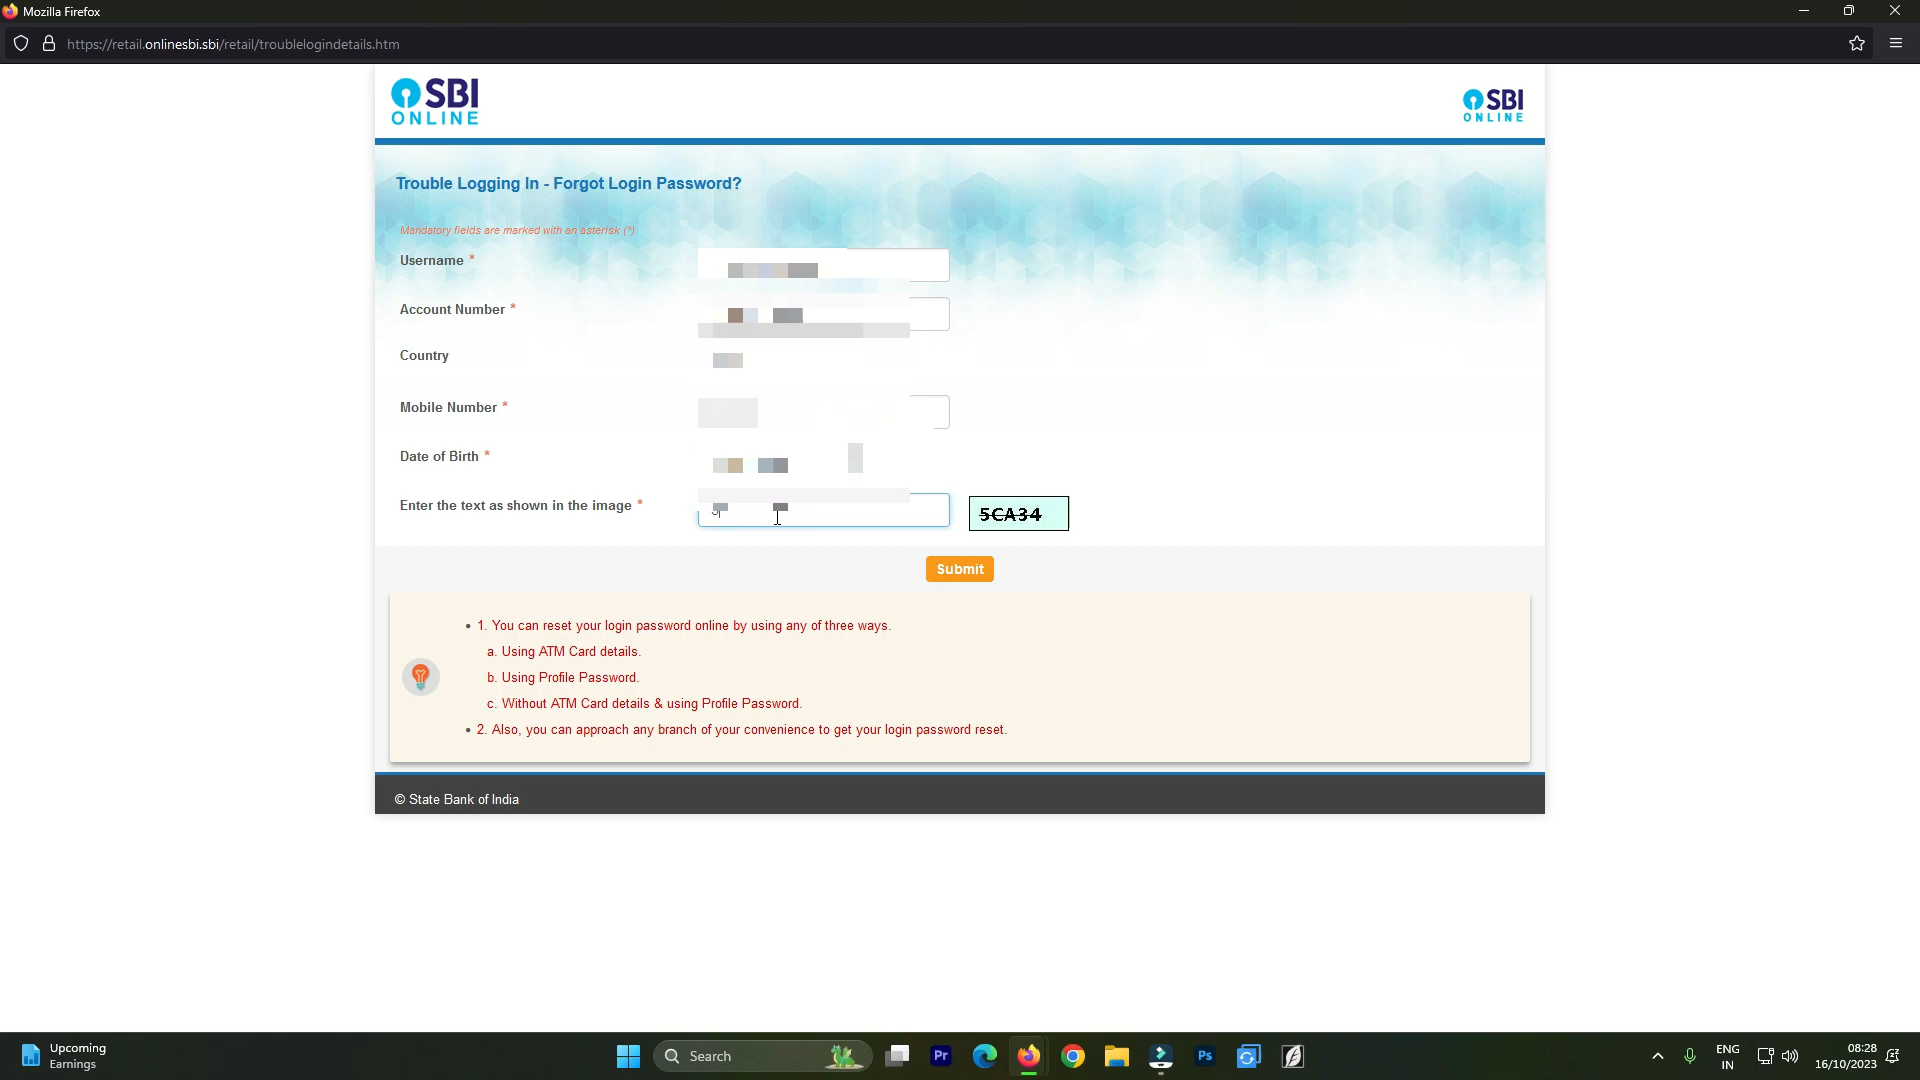 Mozilla Firefox
https://retail.onlinesbi.sbi/retail/troublelogindetails.htm
SBI
ONLINE
SBI
ONLINE
Trouble Logging In - Forgot Login Password?
Mandatory fields are marked with an asterisk (*)
Username *
Account Number *
Country
Mobile Number *
Date of Birth *
Enter the text as shown in the image *
5CA34
Submit
• 1. You can reset your login password online by using any of three ways.
a. Using ATM Card details.
b. Using Profile Password.
c. Without ATM Card details & using Profile Password.
• 2. Also, you can approach any branch of your convenience to get your login password reset.
© State Bank of India
Upcoming
Earnings
Search
Pr
Ps
ENG
IN
08:28
16/10/2023